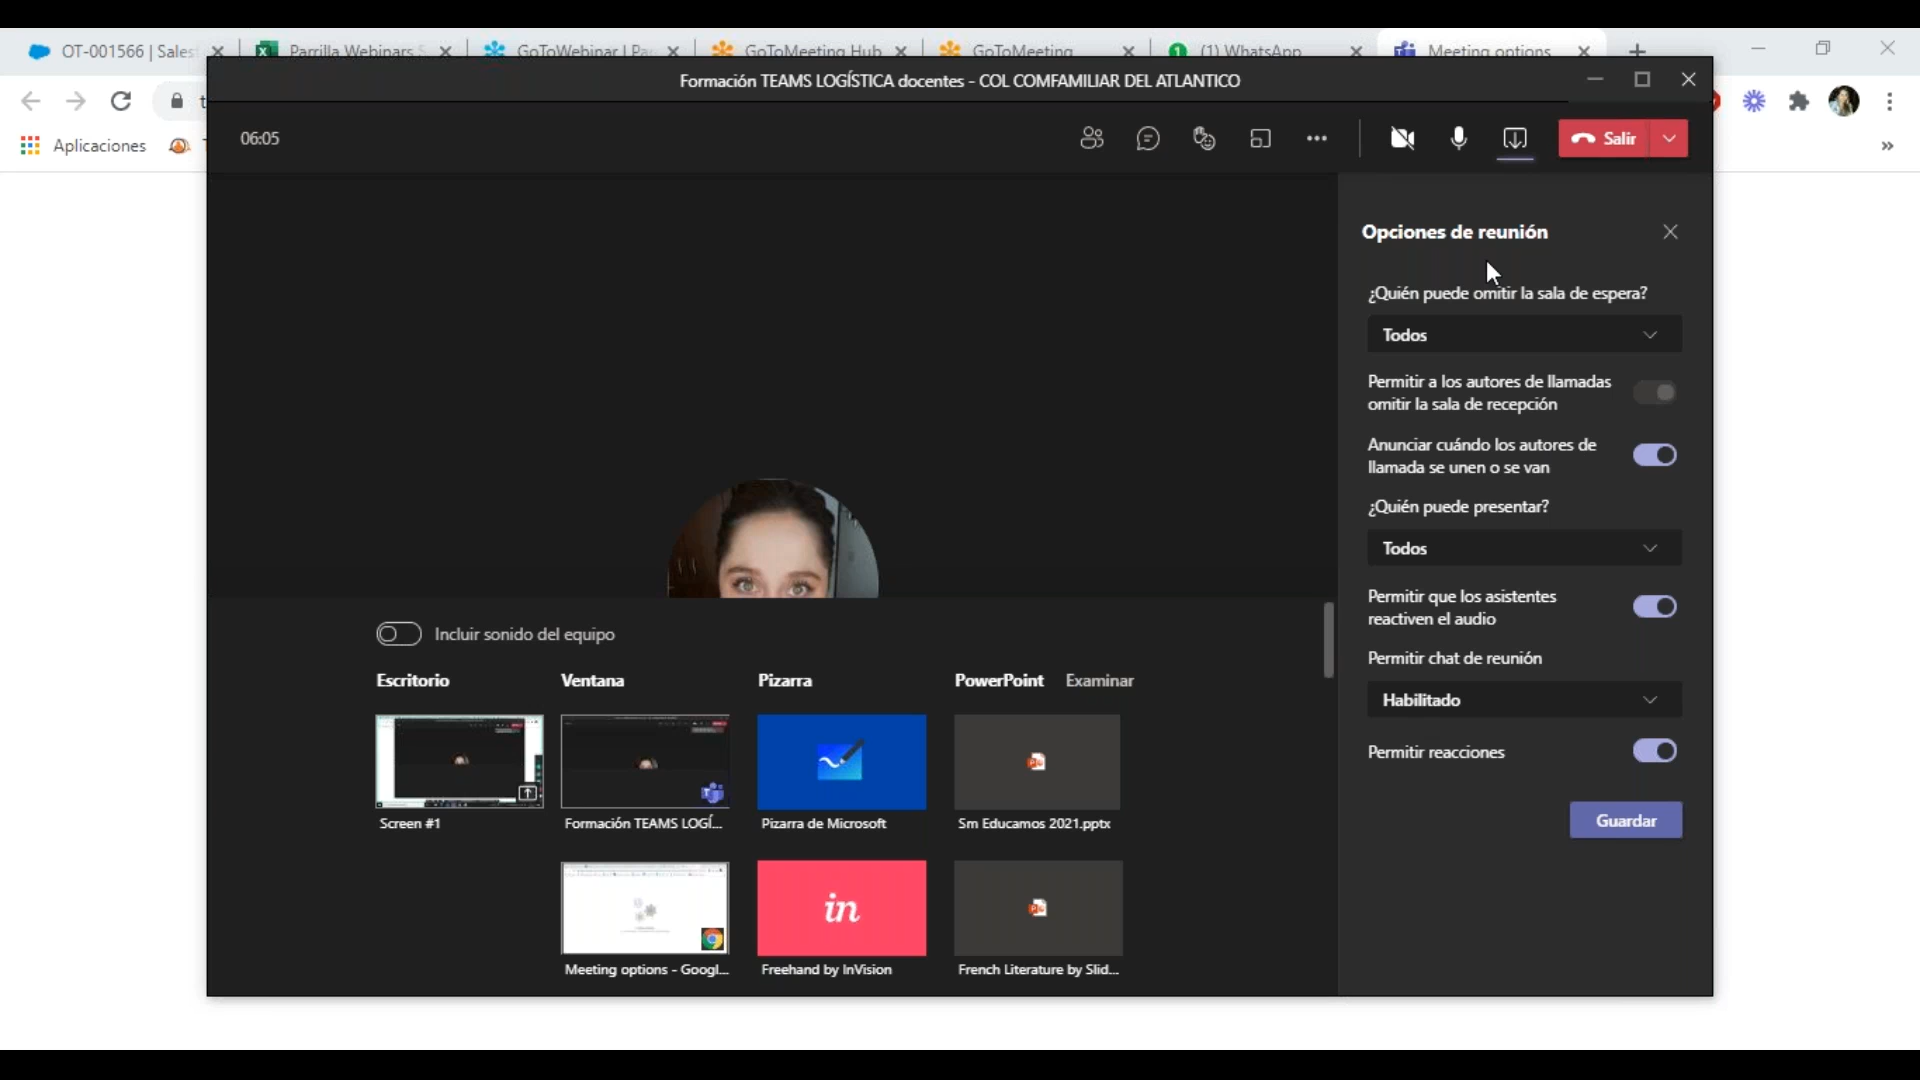 OT-001566 | Sales
Parrilla Webinars S
GoToWebinar | Pa
GoToMeeting Hub
GoToMeeting
(1) WhatsApp
Meeting options
Formación TEAMS LOGÍSTICA docentes - COL COMFAMILIAR DEL ATLANTICO
Aplicaciones
06:05
Salir
Opciones de reunión
¿Quién puede omitir la sala de espera?
Todos
Permitir a los autores de llamadas
omitir la sala de recepción
Anunciar cuándo los autores de
llamada se unen o se van
¿Quién puede presentar?
Todos
Permitir que los asistentes
reactiven el audio
Permitir chat de reunión
Habilitado
Permitir reacciones
Guardar
Incluir sonido del equipo
Escritorio
Ventana
Pizarra
PowerPoint
Examinar
Screen #1
Formación TEAMS LOGÍ...
Pizarra de Microsoft
Sm Educamos 2021.pptx
in
Meeting options - Googl...
Freehand by InVision
French Literature by Slid...